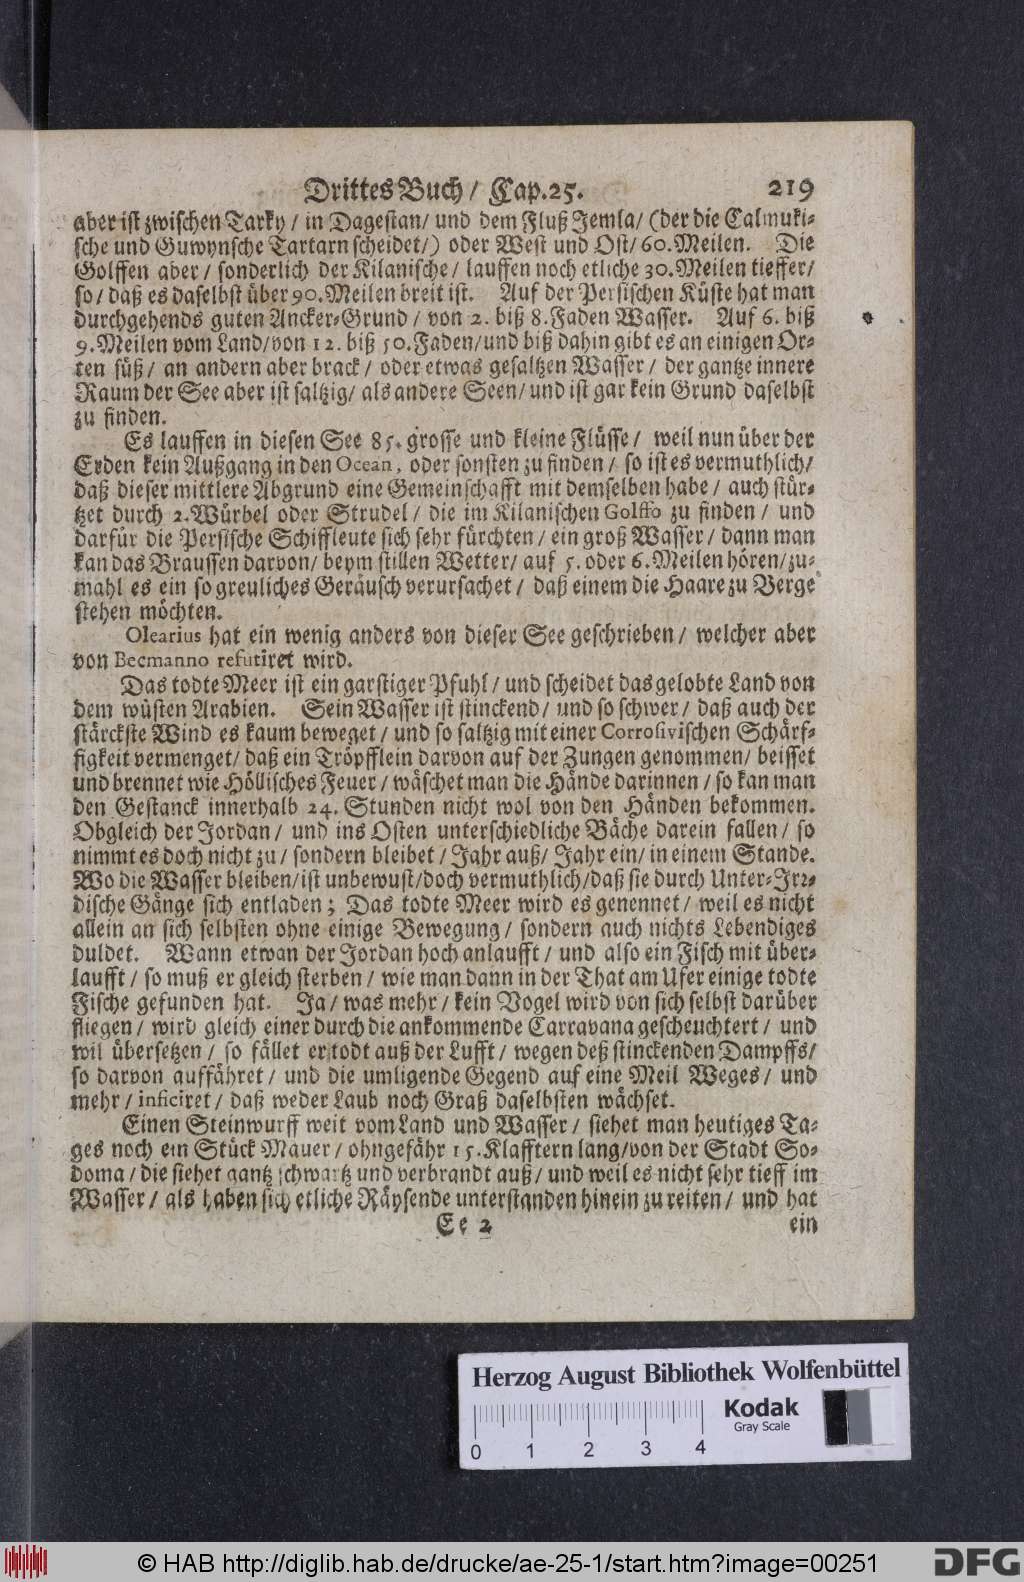 Drittes Buch / Cap. 25. 219
aber ist zwischen Tarky / in Dagestan / und dem Fluß Jemla / (der die Calmuki-
sche und Guwynsche Tartarn scheidet /) oder West und Ost / 60. Meilen. Die
Golffen aber / sonderlich der Kilanische / lauffen noch etliche 30. Meilen tieffer /
so / daß es daselbst über 90. Meilen breit ist. Auf der Persischen Küste hat man
durchgehends guten Ancker-Grund / von 2. biß 8. Faden Wasser. Auf 6. biß
9. Meilen vom Land / von 12. biß 50. Faden / und biß dahin gibt es an einigen Or-
ten süß / an andern aber brack / oder etwas gesaltzen Wasser / der gantze innere
Raum der See aber ist saltzig / als andere Seen / und ist gar kein Grund daselbst
zu finden.
Es lauffen in diesen See 85. grosse und kleine Flüsse / weil nun über der
Erden kein Außgang in den Ocean, oder sonsten zu finden / so ist es vermuthlich /
daß dieser mittlere Abgrund eine Gemeinschafft mit demselben habe / auch stür-
tzet durch 2. Würbel oder Strudel / die im Kilanischen Golffo zu finden / und
darfür die Persische Schiffleute sich sehr fürchten / ein groß Wasser / dann man
kan das Braussen darvon / beym stillen Wetter / auf 5. oder 6. Meilen hören / zu-
mahl es ein so greuliches Geräusch verursachet / daß einem die Haare zu Berge
stehen möchten.
Olearius hat ein wenig anders von dieser See geschrieben / welcher aber
von Becmanno refutiret wird.
Das todte Meer ist ein garstiger Pfuhl / und scheidet das gelobte Land von
dem wüsten Arabien. Sein Wasser ist stinckend / und so schwer / daß auch der
stärckste Wind es kaum beweget / und so saltzig mit einer Corrosivischen Schärf-
figkeit vermenget / daß ein Tröpfflein darvon auf der Zungen genommen / beisset
und brennet wie Höllisches Feuer / wäschet man die Hände darinnen / so kan man
den Gestanck innerhalb 24. Stunden nicht wol von den Händen bekommen.
Obgleich der Jordan / und ins Osten unterschiedliche Bäche darein fallen / so
nimmt es doch nicht zu / sondern bleibet / Jahr auß / Jahr ein / in einem Stande.
Wo die Wasser bleiben / ist unbewust / doch vermuthlich / daß sie durch Unter-Irr-
dische Gänge sich entladen; Das todte Meer wird es genennet / weil es nicht
allein an sich selbsten ohne einige Bewegung / sondern auch nichts Lebendiges
duldet. Wann etwan der Jordan hoch anlaufft / und also ein Fisch mit über-
laufft / so muß er gleich sterben / wie man dann in der That am Ufer einige todte
Fische gefunden hat. Ja / was mehr / kein Vogel wird von sich selbst darüber
fliegen / wird gleich einer durch die ankommende Carravana gescheuchtert / und
wil übersetzen / so fället er todt auß der Lufft / wegen deß stinckenden Dampffs /
so darvon auffähret / und die umligende Gegend auf eine Meil Weges / und
mehr / inficiret / daß weder Laub noch Graß daselbsten wächset.
Einen Steinwurff weit vom Land und Wasser / siehet man heutiges Ta-
ges noch ein Stück Mauer / ohngefähr 15. Klafftern lang / von der Stadt So-
doma / die siehet gantz schwartz und verbrandt auß / und weil es nicht sehr tieff im
Wasser / als haben sich etliche Räysende unterstanden hinein zu reiten / und hat
Ee 2 ein
Herzog August Bibliothek Wolfenbüttel
Kodak
Gray Scale
0 1 2 3 4
© HAB http://diglib.hab.de/drucke/ae-25-1/start.htm?image=00251
DFG